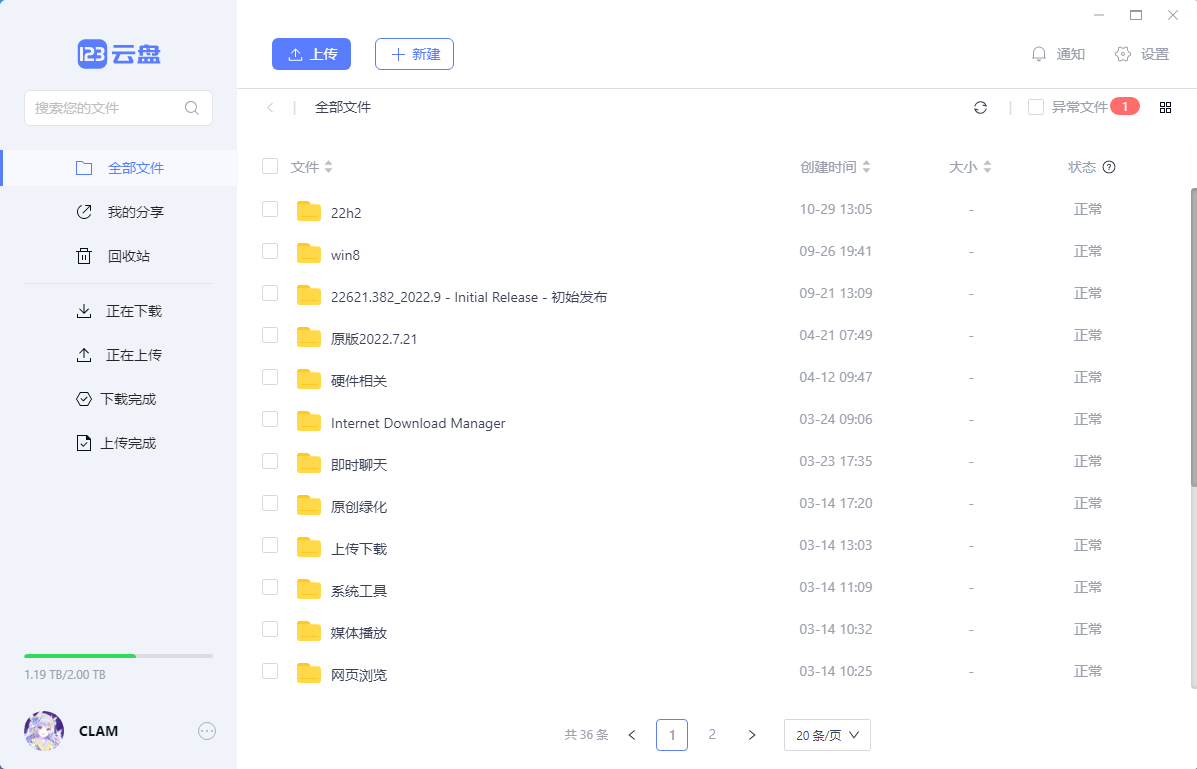 123云盘
搜索您的文件
全部文件
我的分享
回收站
正在下载
正在上传
下载完成
上传完成
1.19 TB/2.00 TB
CLAM
上传 新建
通知 设置
全部文件 异常文件 1
文件 创建时间 大小 状态
22h2 10-29 13:05 - 正常
win8 09-26 19:41 - 正常
22621.382_2022.9 - Initial Release - 初始发布 09-21 13:09 - 正常
原版2022.7.21 04-21 07:49 - 正常
硬件相关 04-12 09:47 - 正常
Internet Download Manager 03-24 09:06 - 正常
即时聊天 03-23 17:35 - 正常
原创绿化 03-14 17:20 - 正常
上传下载 03-14 13:03 - 正常
系统工具 03-14 11:09 - 正常
媒体播放 03-14 10:32 - 正常
网页浏览 03-14 10:25 - 正常
共 36 条 1 2 20 条/页